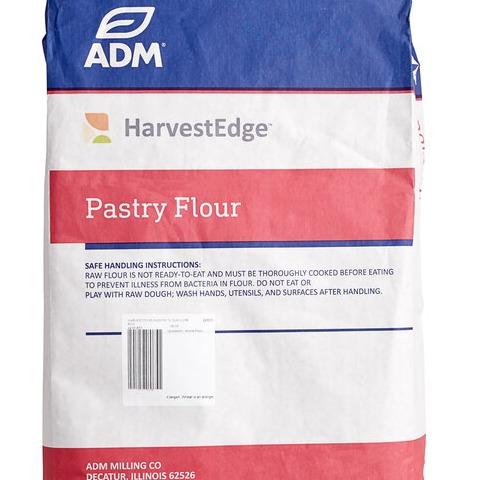 ADM
HarvestEdge™
Pastry Flour
SAFE HANDLING INSTRUCTIONS:
RAW FLOUR IS NOT READY-TO-EAT AND MUST BE THOROUGHLY COOKED BEFORE EATING
TO PREVENT ILLNESS FROM BACTERIA IN FLOUR. DO NOT EAT OR
PLAY WITH RAW DOUGH; WASH HANDS, UTENSILS, AND SURFACES AFTER HANDLING.
ADM MILLING CO
DECATUR, ILLINOIS 62526